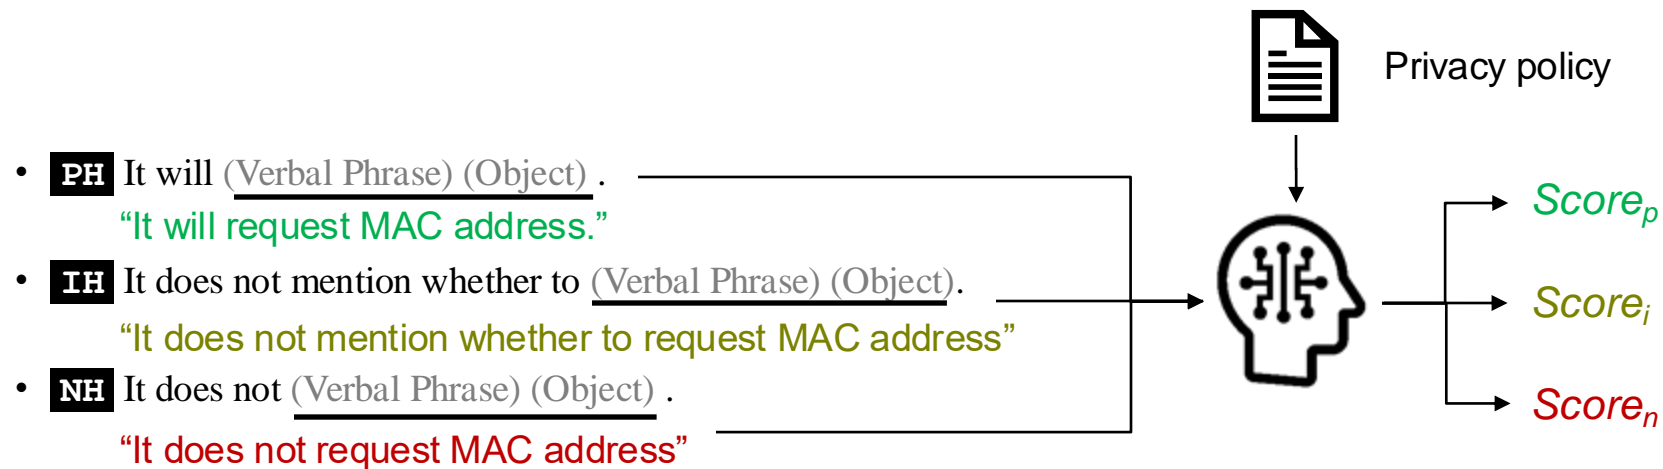 Privacy policy
• PH It will (Verbal Phrase) (Object) .
“It will request MAC address.”
• IH It does not mention whether to (Verbal Phrase) (Object).
“It does not mention whether to request MAC address”
• NH It does not (Verbal Phrase) (Object) .
“It does not request MAC address”
Scorep
Scorei
Scoren